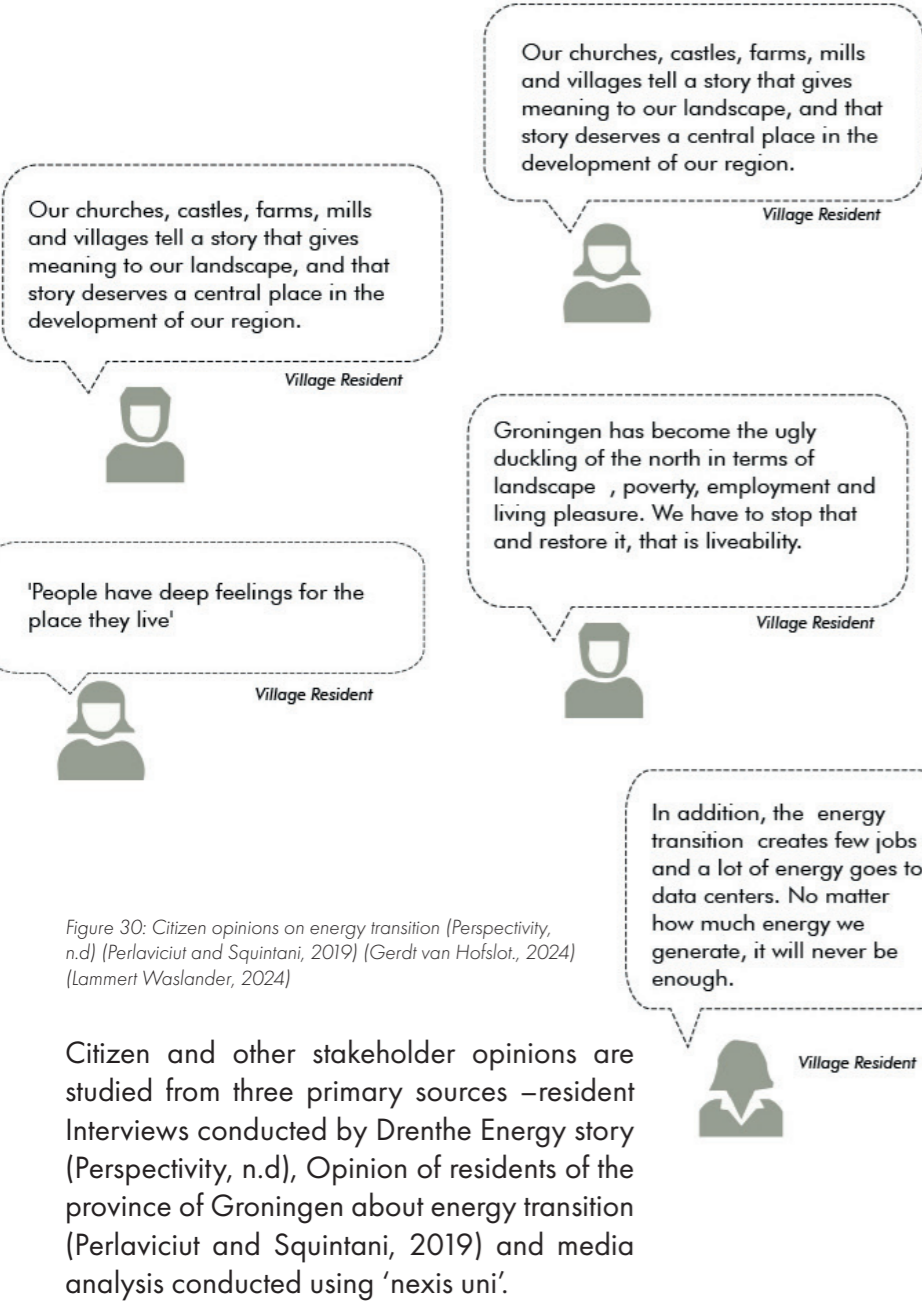 Our churches, castles, farms, mills
and villages tell a story that gives
meaning to our landscape, and that
story deserves a central place in the
development of our region.
Village Resident
Our churches, castles, farms, mills
and villages tell a story that gives
meaning to our landscape, and that
story deserves a central place in the
development of our region.
Village Resident
Groningen has become the ugly
duckling of the north in terms of
landscape , poverty, employment and
living pleasure. We have to stop that
and restore it, that is liveability.
Village Resident
'People have deep feelings for the
place they live'
Village Resident
In addition, the energy
transition creates few jobs
and a lot of energy goes to
data centers. No matter
how much energy we
generate, it will never be
enough.
Village Resident
Figure 30: Citizen opinions on energy transition (Perspectivity,
n.d) (Perlaviciut and Squintani, 2019) (Gerdt van Hofslot., 2024)
(Lammert Waslander, 2024)
Citizen and other stakeholder opinions are
studied from three primary sources –resident
Interviews conducted by Drenthe Energy story
(Perspectivity, n.d), Opinion of residents of the
province of Groningen about energy transition
(Perlaviciut and Squintani, 2019) and media
analysis conducted using ‘nexis uni’.